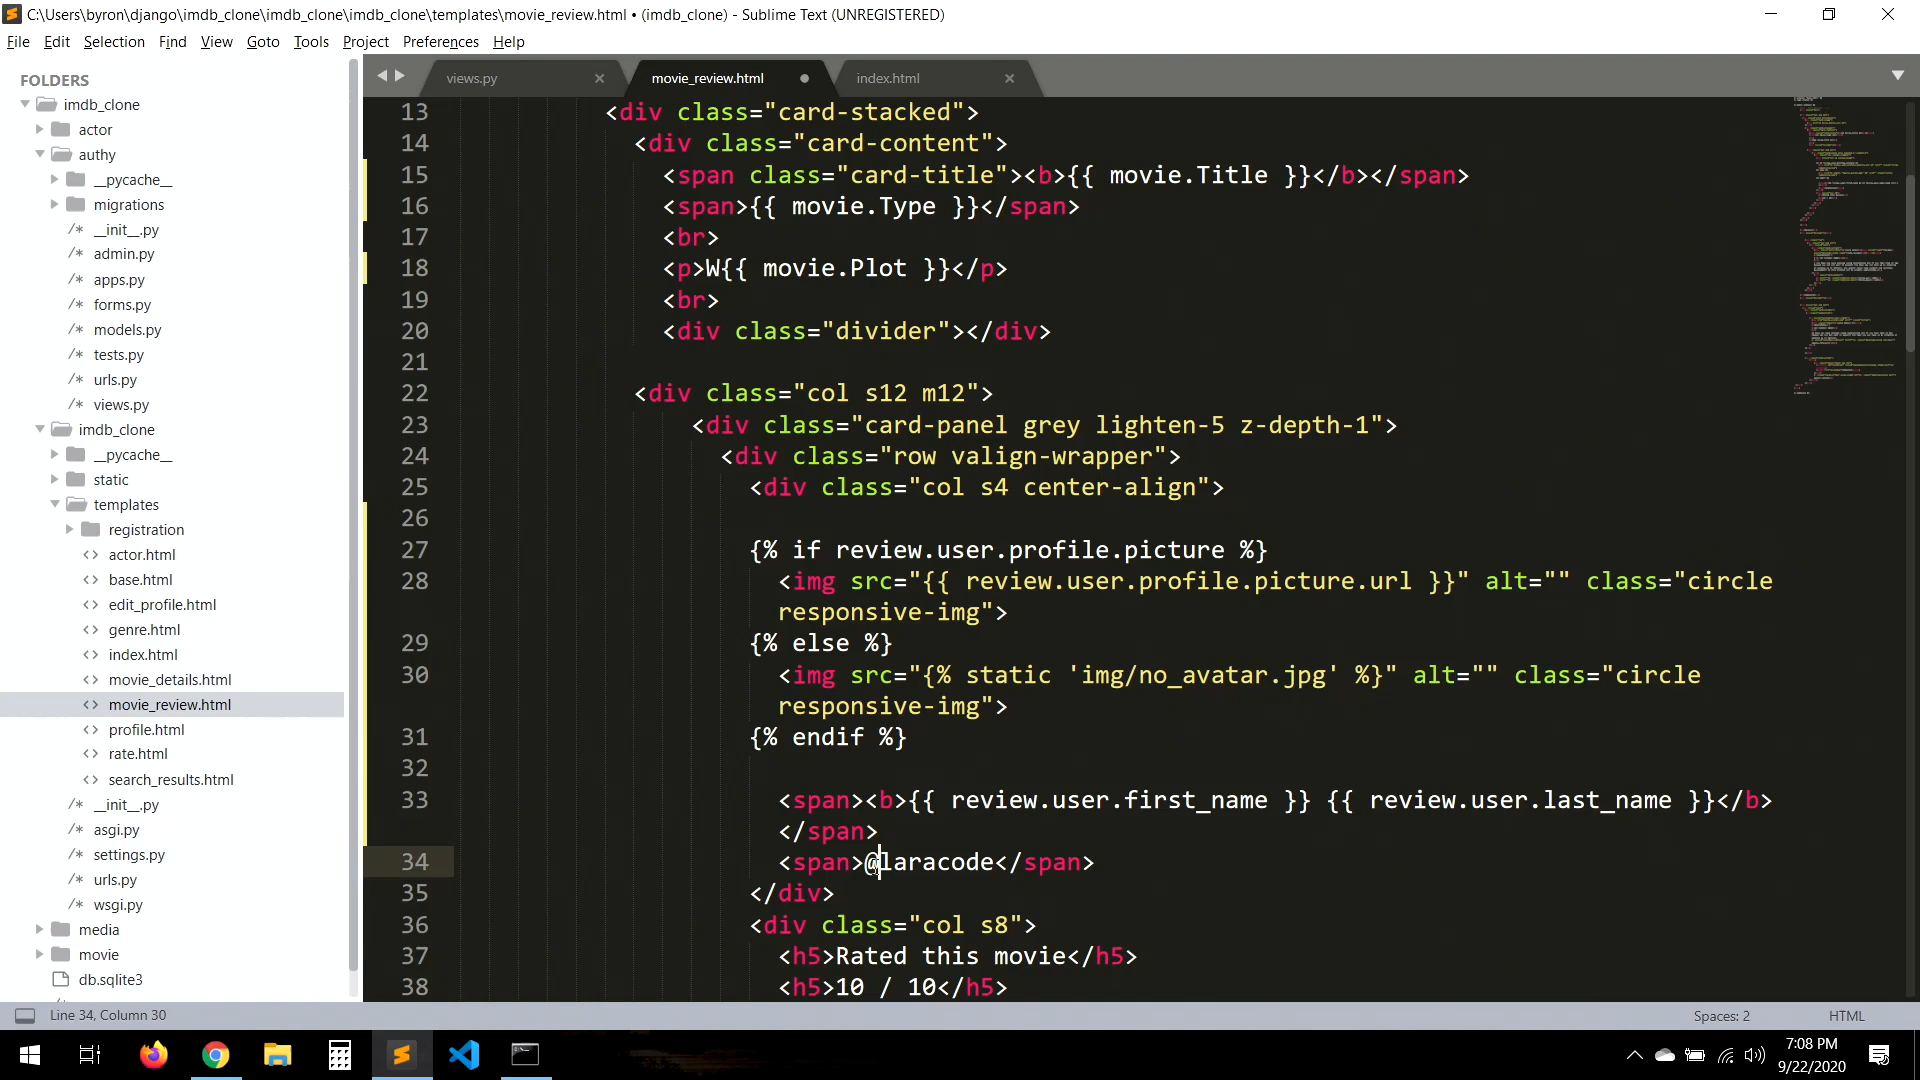 C:\Users\byron\django\imdb_clone\imdb_clone\imdb_clone\templates\movie_review.html • (imdb_clone) - Sublime Text (UNREGISTERED)
File Edit Selection Find View Goto Tools Project Preferences Help
views.py
movie_review.html
index.html
FOLDERS
imdb_clone
actor
authy
__pycache__
migrations
/* __init__.py
/* admin.py
/* apps.py
/* forms.py
/* models.py
/* tests.py
/* urls.py
/* views.py
imdb_clone
__pycache__
static
templates
registration
<> actor.html
<> base.html
<> edit_profile.html
<> genre.html
<> index.html
<> movie_details.html
<> movie_review.html
<> profile.html
<> rate.html
<> search_results.html
/* __init__.py
/* asgi.py
/* settings.py
/* urls.py
/* wsgi.py
media
movie
db.sqlite3
13 <div class="card-stacked">
14 <div class="card-content">
15 <span class="card-title"><b>{{ movie.Title }}</b></span>
16 <span>{{ movie.Type }}</span>
17 <br>
18 <p>W{{ movie.Plot }}</p>
19 <br>
20 <div class="divider"></div>
21
22 <div class="col s12 m12">
23 <div class="card-panel grey lighten-5 z-depth-1">
24 <div class="row valign-wrapper">
25 <div class="col s4 center-align">
26
27 {% if review.user.profile.picture %}
28 <img src="{{ review.user.profile.picture.url }}" alt="" class="circle
responsive-img">
29 {% else %}
30 <img src="{% static 'img/no_avatar.jpg' %}" alt="" class="circle
responsive-img">
31 {% endif %}
32
33 <span><b>{{ review.user.first_name }} {{ review.user.last_name }}</b>
</span>
34 <span>@laracode</span>
35 </div>
36 <div class="col s8">
37 <h5>Rated this movie</h5>
38 <h5>10 / 10</h5>
Line 34, Column 30
Spaces: 2
HTML
7:08 PM
9/22/2020